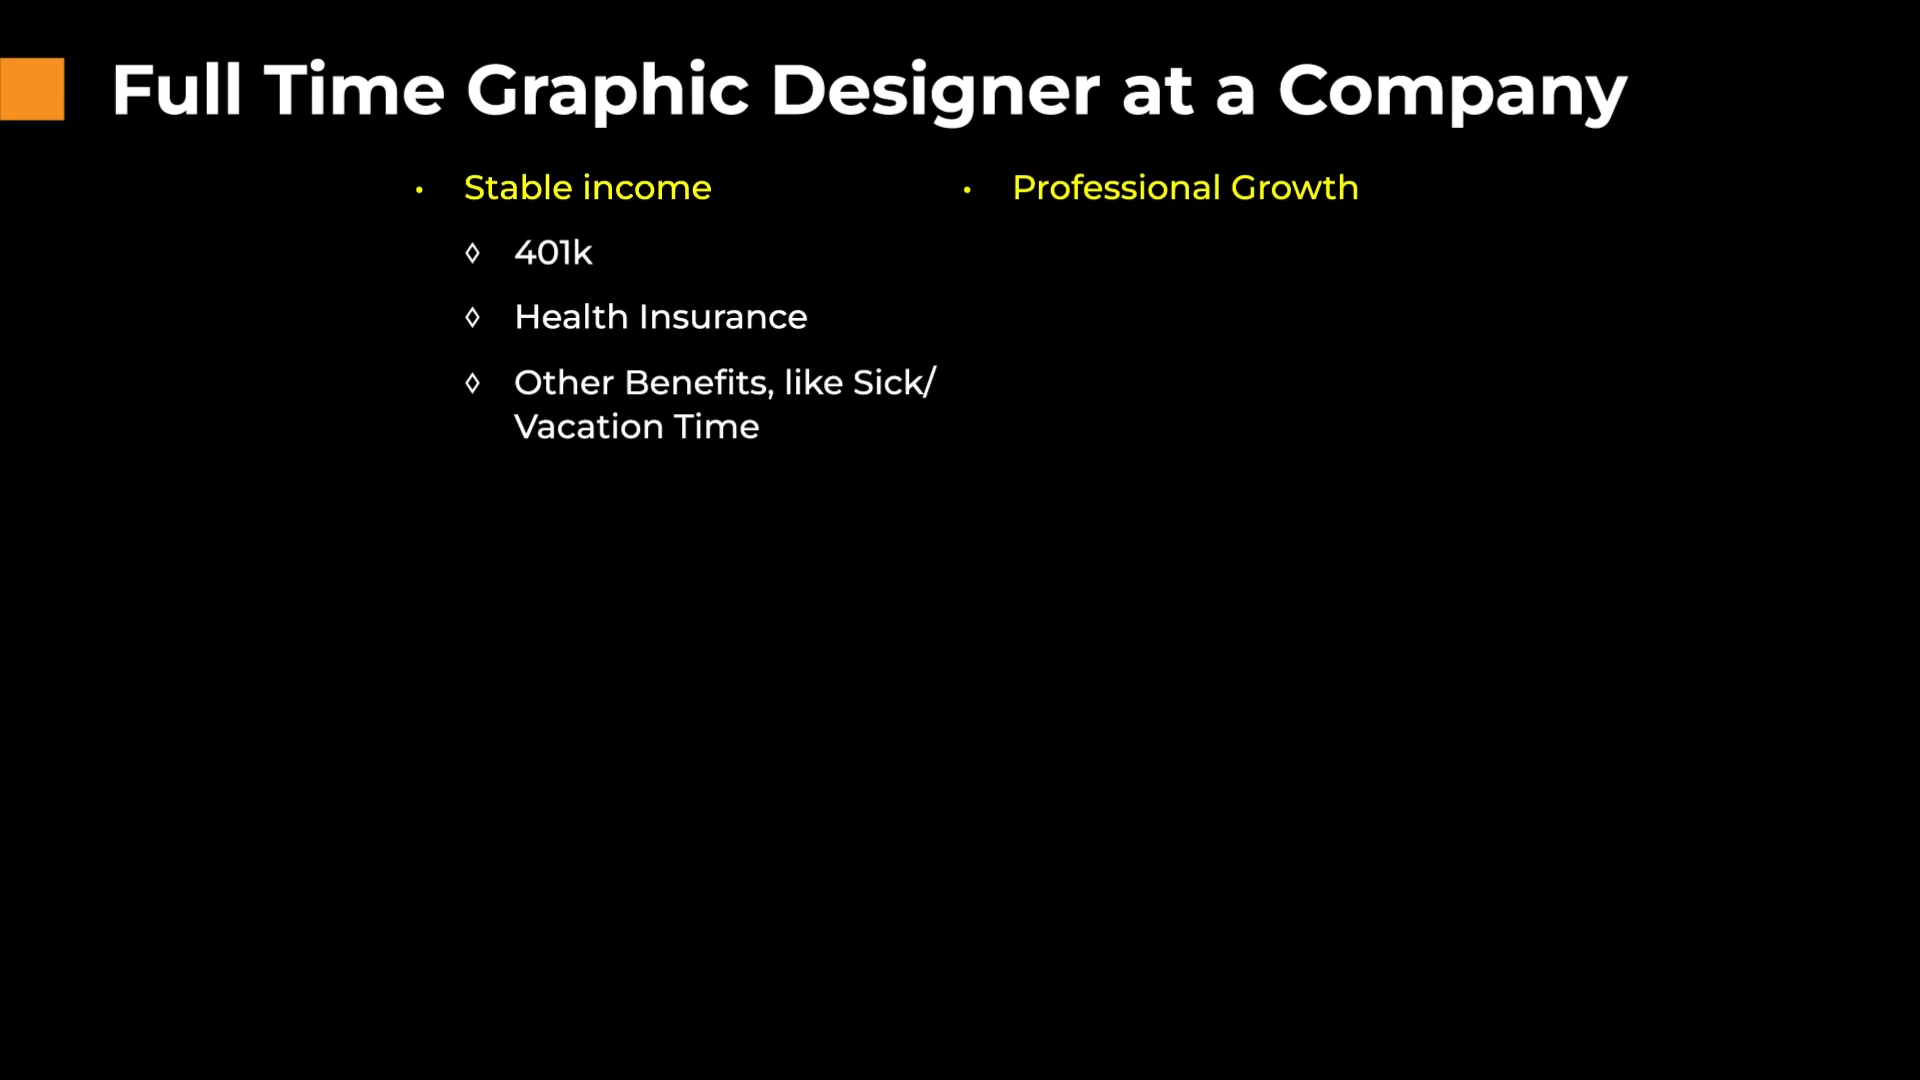 Full Time Graphic Designer at a Company
• Stable income
◊ 401k
◊ Health Insurance
◊ Other Benefits, like Sick/
Vacation Time
• Professional Growth